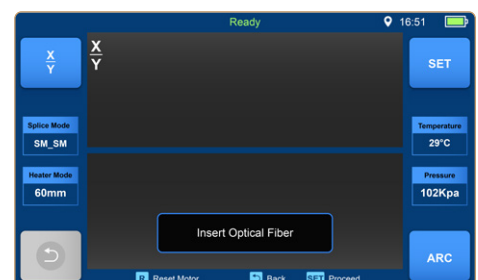 Ready
16:51
X
Y
X
Y
SET
Splice Mode
SM_SM
Temperature
29°C
Heater Mode
60mm
Pressure
102Kpa
Insert Optical Fiber
ARC
R Reset Motor
Back
SET Proceed